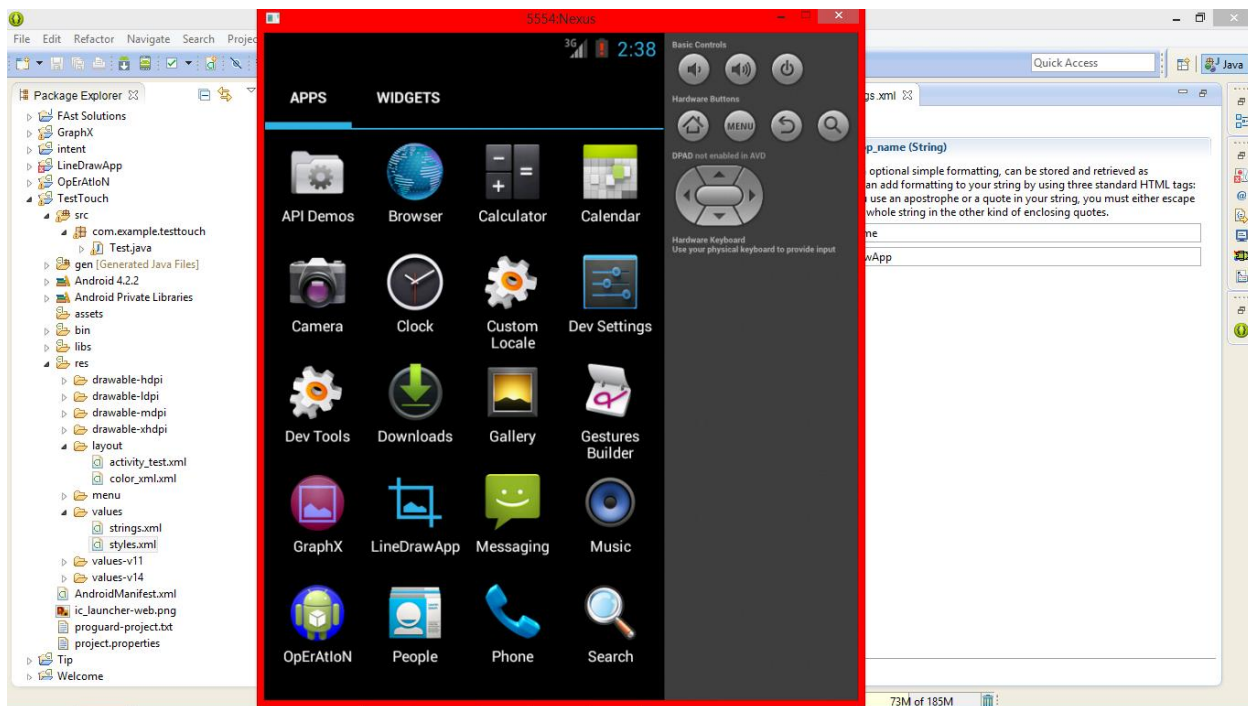 5554:Nexus
File Edit Refactor Navigate Search Projec
Quick Access
Java
Package Explorer
FAst Solutions
GraphX
intent
LineDrawApp
OpErAtIoN
TestTouch
src
com.example.testtouch
Test.java
gen [Generated Java Files]
Android 4.2.2
Android Private Libraries
assets
bin
libs
res
drawable-hdpi
drawable-ldpi
drawable-mdpi
drawable-xhdpi
layout
activity_test.xml
color_xml.xml
menu
values
strings.xml
styles.xml
values-v11
values-v14
AndroidManifest.xml
ic_launcher-web.png
proguard-project.txt
project.properties
Tip
Welcome
3G 2:38
APPS WIDGETS
API Demos Browser Calculator Calendar
Camera Clock Custom Locale Dev Settings
Dev Tools Downloads Gallery Gestures Builder
GraphX LineDrawApp Messaging Music
OpErAtIoN People Phone Search
Basic Controls
Hardware Buttons
MENU
DPAD not enabled in AVD
Hardware Keyboard
Use your physical keyboard to provide input
gs.xml
p_name (String)
optional simple formatting, can be stored and retrieved as
an add formatting to your string by using three standard HTML tags:
use an apostrophe or a quote in your string, you must either escape
whole string in the other kind of enclosing quotes.
me
wApp
73M of 185M